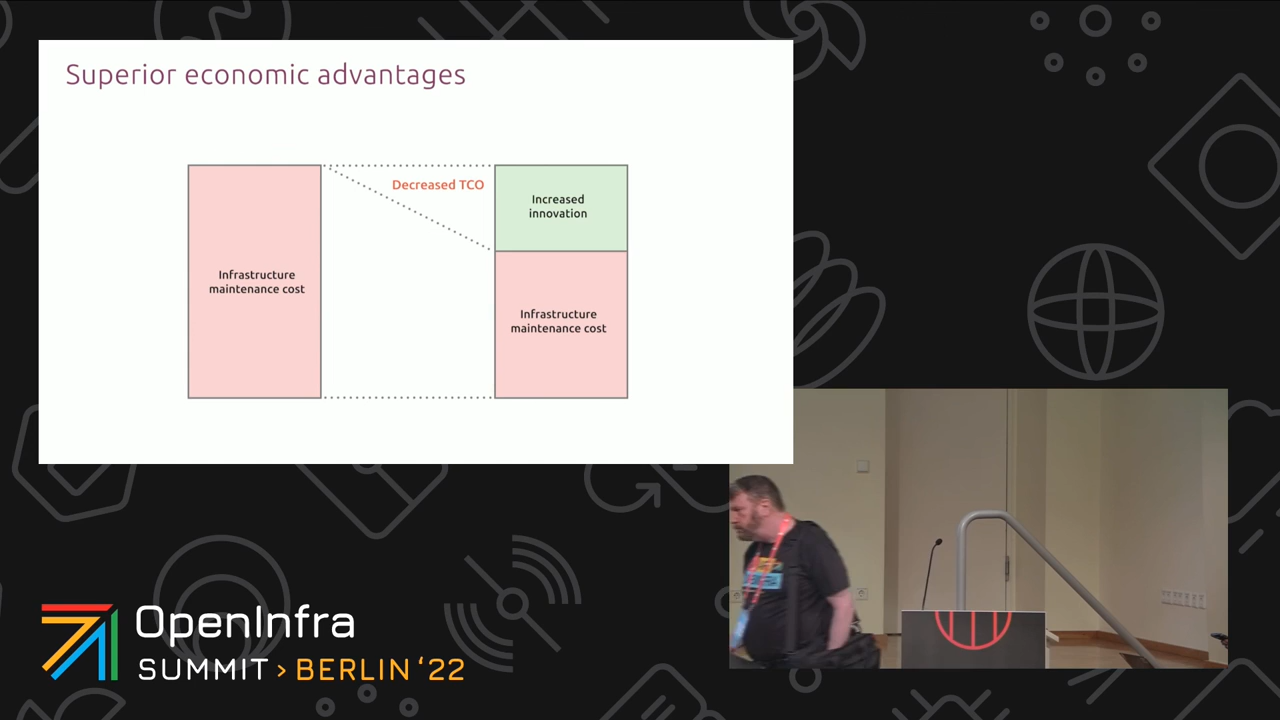 Superior economic advantages
Decreased TCO
Infrastructure
maintenance cost
Increased
innovation
Infrastructure
maintenance cost
OpenInfra
SUMMIT > BERLIN ‘22